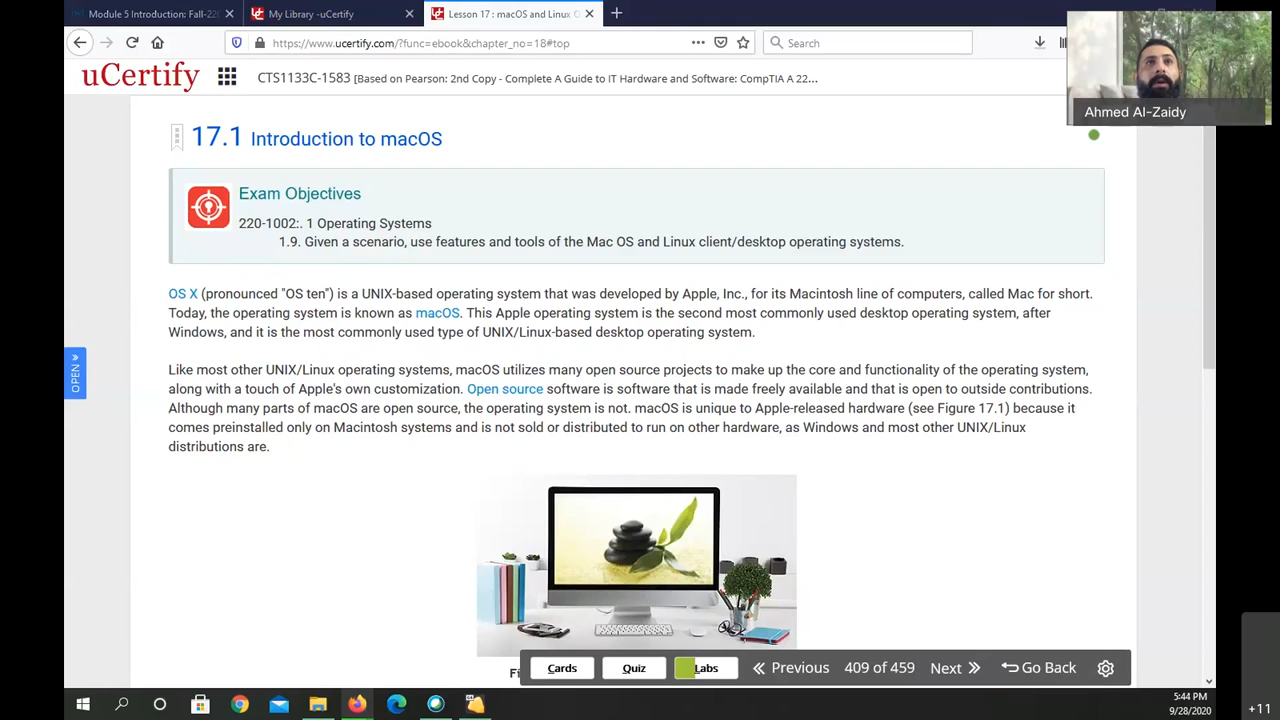 Module 5 Introduction: Fall-22
My Library -uCertify
Lesson 17 : macOS and Linux O
https://www.ucertify.com/?func=ebook&chapter_no=18#top
Search
uCertify
CTS1133C-1583 [Based on Pearson: 2nd Copy - Complete A Guide to IT Hardware and Software: CompTIA A 22...
Ahmed Al-Zaidy
17.1 Introduction to macOS
Exam Objectives
220-1002:. 1 Operating Systems
1.9. Given a scenario, use features and tools of the Mac OS and Linux client/desktop operating systems.
OS X (pronounced "OS ten") is a UNIX-based operating system that was developed by Apple, Inc., for its Macintosh line of computers, called Mac for short.
Today, the operating system is known as macOS. This Apple operating system is the second most commonly used desktop operating system, after
Windows, and it is the most commonly used type of UNIX/Linux-based desktop operating system.
OPEN
Like most other UNIX/Linux operating systems, macOS utilizes many open source projects to make up the core and functionality of the operating system,
along with a touch of Apple's own customization. Open source software is software that is made freely available and that is open to outside contributions.
Although many parts of macOS are open source, the operating system is not. macOS is unique to Apple-released hardware (see Figure 17.1) because it
comes preinstalled only on Macintosh systems and is not sold or distributed to run on other hardware, as Windows and most other UNIX/Linux
distributions are.
Cards
Quiz
Labs
Previous
409 of 459
Next
Go Back
5:44 PM
9/28/2020
+11